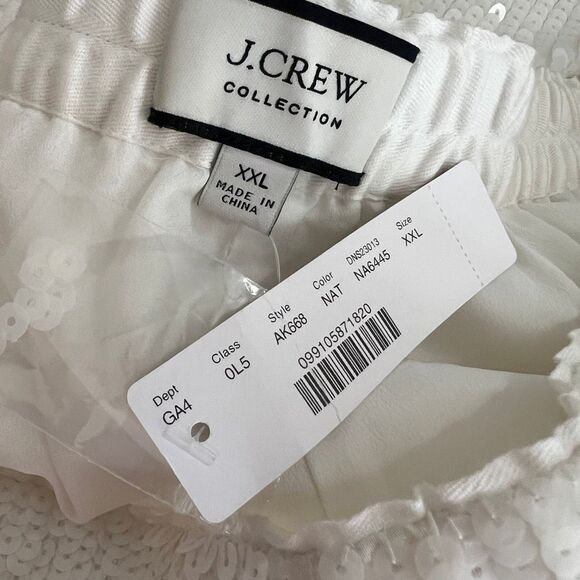 J.CREW
COLLECTION
XXL
MADE IN
CHINA
Dept Class Style Color DNS23013 Size
GA4 0L5 AK668 NAT NA6445 XXL
099105871820